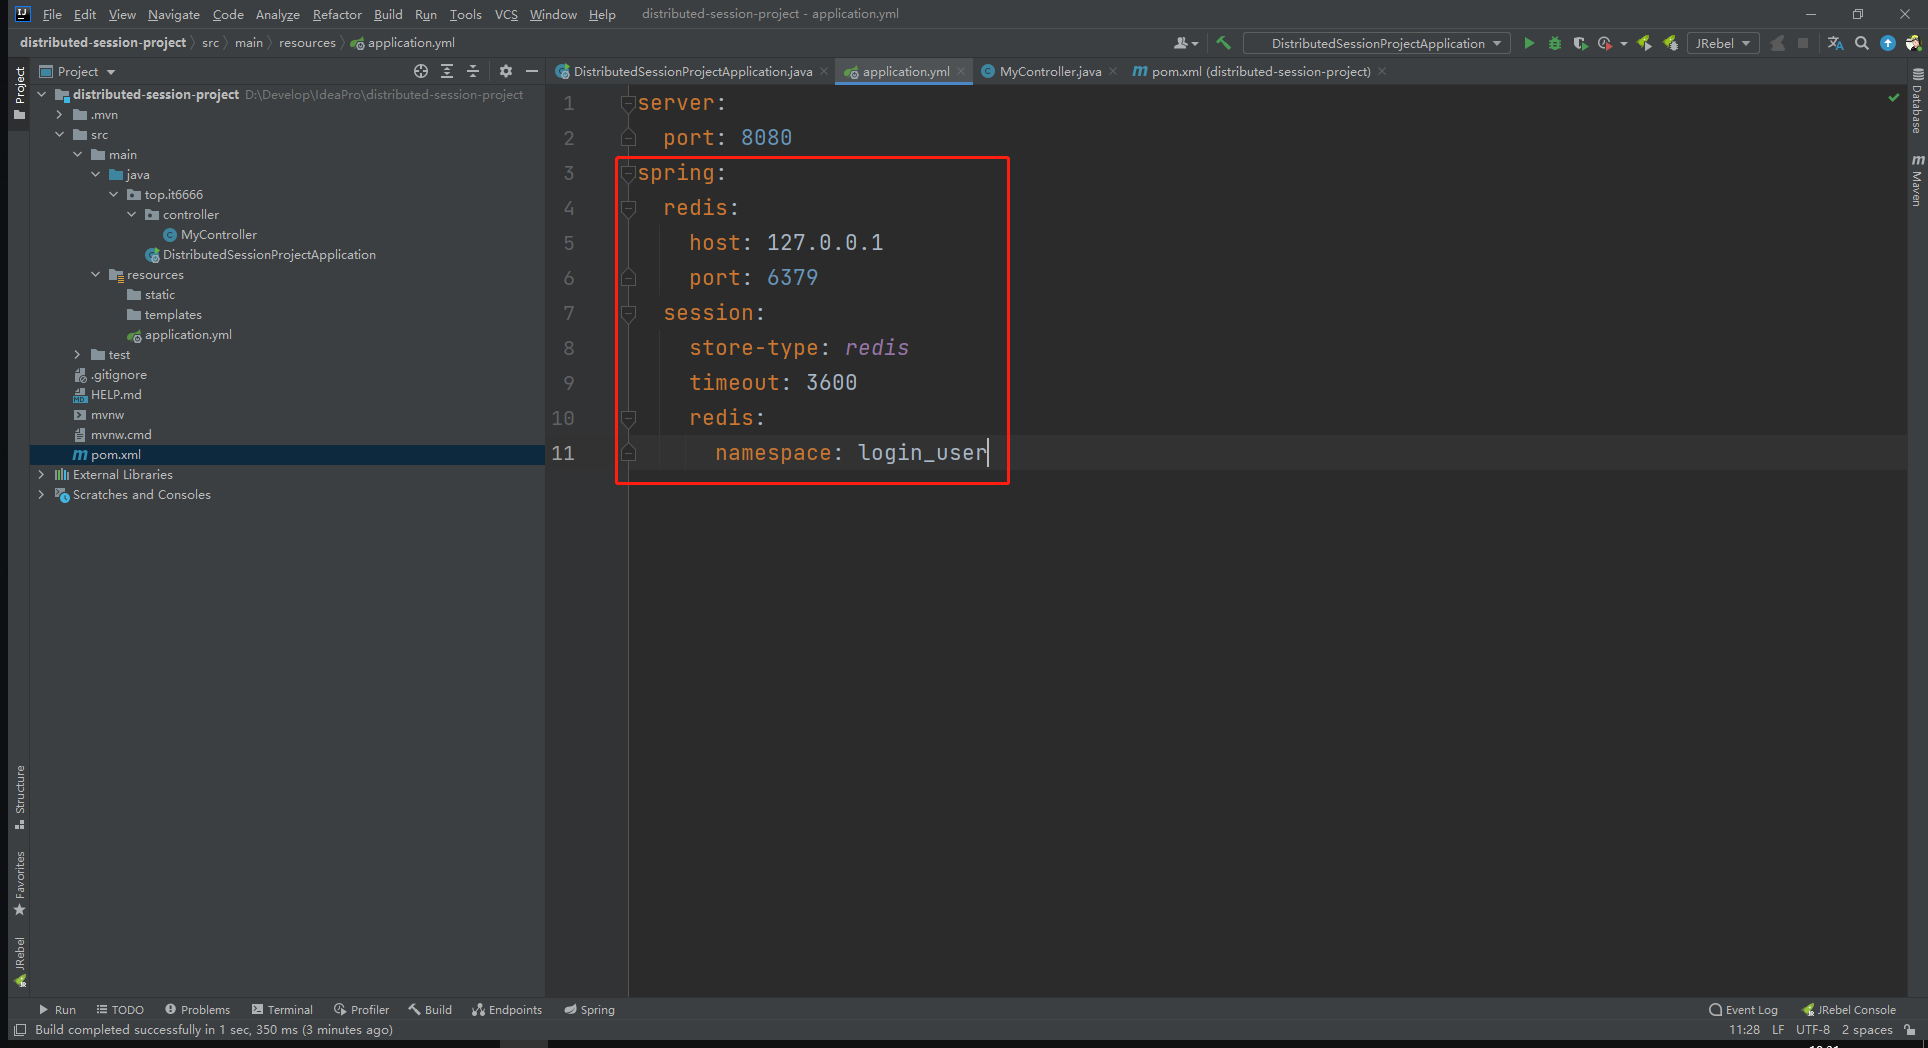 File Edit View Navigate Code Analyze Refactor Build Run Tools VCS Window Help distributed-session-project - application.yml
distributed-session-project src main resources application.yml
DistributedSessionProjectApplication JRebel
Project
DistributedSessionProjectApplication.java application.yml MyController.java pom.xml (distributed-session-project)
distributed-session-project D:\Develop\IdeaPro\distributed-session-project
.mvn
src
main
java
top.it6666
controller
MyController
DistributedSessionProjectApplication
resources
static
templates
application.yml
test
.gitignore
HELP.md
mvnw
mvnw.cmd
pom.xml
External Libraries
Scratches and Consoles
1 server:
2 port: 8080
3 spring:
4 redis:
5 host: 127.0.0.1
6 port: 6379
7 session:
8 store-type: redis
9 timeout: 3600
10 redis:
11 namespace: login_user
Project
Structure
Favorites
JRebel
Database
Maven
Run TODO Problems Terminal Profiler Build Endpoints Spring Event Log JRebel Console
Build completed successfully in 1 sec, 350 ms (3 minutes ago) 11:28 LF UTF-8 2 spaces